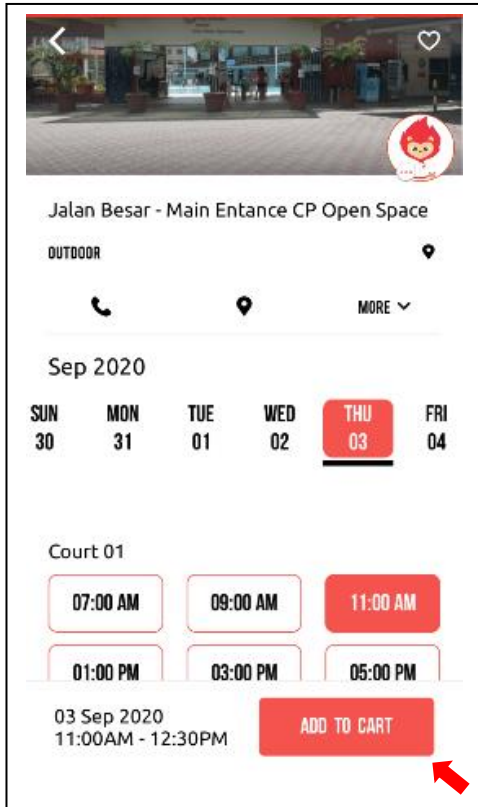 Jalan Besar - Main Entance CP Open Space
OUTDOOR
MORE
Sep 2020
SUN MON TUE WED THU FRI
30 31 01 02 03 04
Court 01
07:00 AM 09:00 AM 11:00 AM
01:00 PM 03:00 PM 05:00 PM
03 Sep 2020
11:00AM - 12:30PM
ADD TO CART